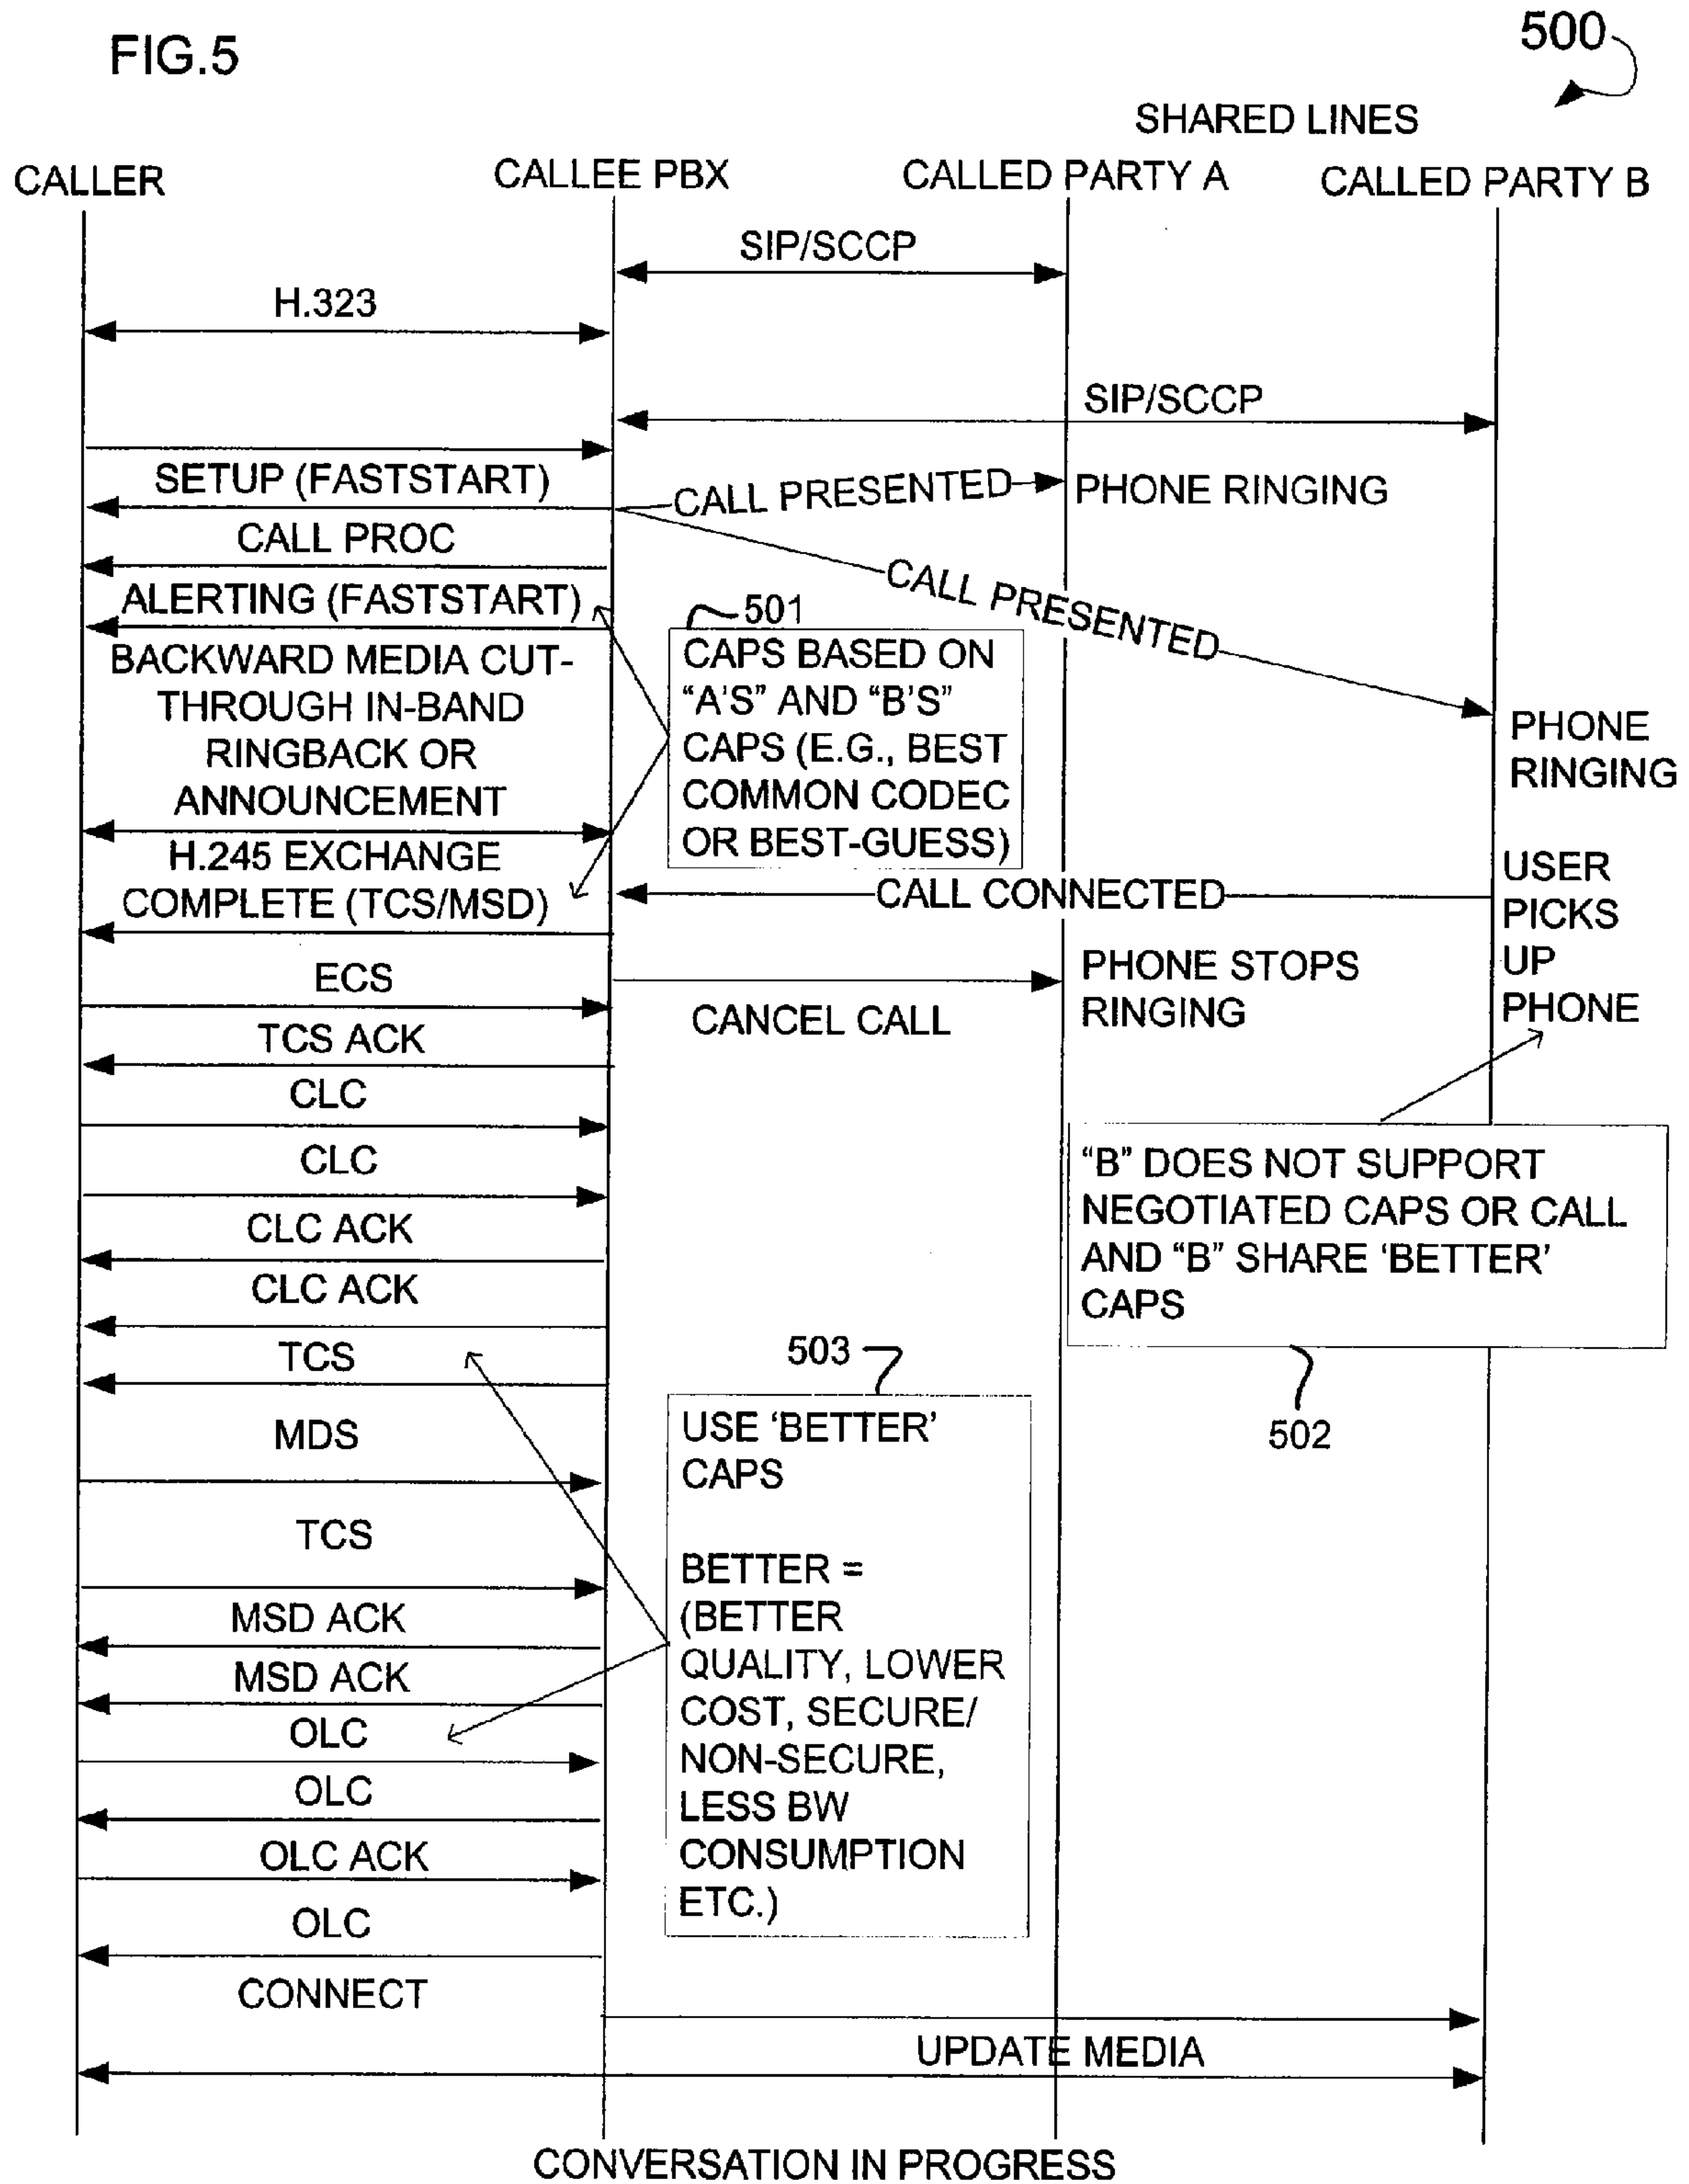 FIG.5
500
SHARED LINES
CALLER
CALLEE PBX
CALLED PARTY A
CALLED PARTY B
SIP/SCCP
H.323
SIP/SCCP
SETUP (FASTSTART)
CALL PRESENTED
PHONE RINGING
CALL PROC
CALL PRESENTED
ALERTING (FASTSTART)
501
BACKWARD MEDIA CUT-
THROUGH IN-BAND
RINGBACK OR
ANNOUNCEMENT
CAPS BASED ON
“A’S” AND “B’S”
CAPS (E.G., BEST
COMMON CODEC
OR BEST-GUESS)
PHONE
RINGING
H.245 EXCHANGE
COMPLETE (TCS/MSD)
CALL CONNECTED
USER
PICKS
UP
PHONE
ECS
CANCEL CALL
PHONE STOPS
RINGING
TCS ACK
CLC
CLC
CLC ACK
CLC ACK
“B” DOES NOT SUPPORT
NEGOTIATED CAPS OR CALL
AND “B” SHARE ‘BETTER’
CAPS
502
TCS
503
MDS
TCS
MSD ACK
MSD ACK
OLC
OLC
OLC ACK
OLC
USE ‘BETTER’
CAPS
BETTER =
(BETTER
QUALITY, LOWER
COST, SECURE/
NON-SECURE,
LESS BW
CONSUMPTION
ETC.)
CONNECT
UPDATE MEDIA
CONVERSATION IN PROGRESS